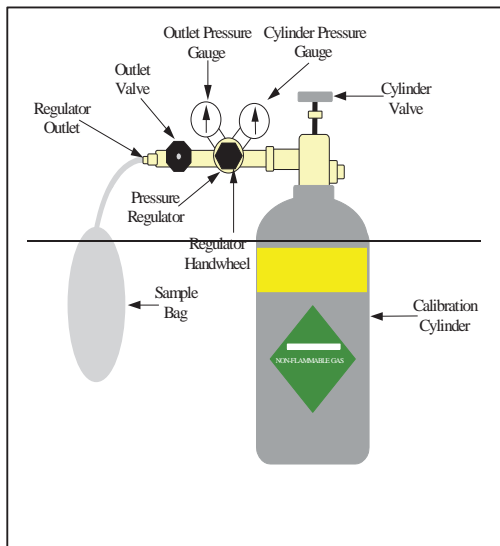 Outlet Pressure
Gauge
Cylinder Pressure
Gauge
Outlet
Valve
Cylinder
Valve
Regulator
Outlet
Pressure
Regulator
Regulator
Handwheel
Sample
Bag
Calibration
Cylinder
NON-FLAMMABLE GAS